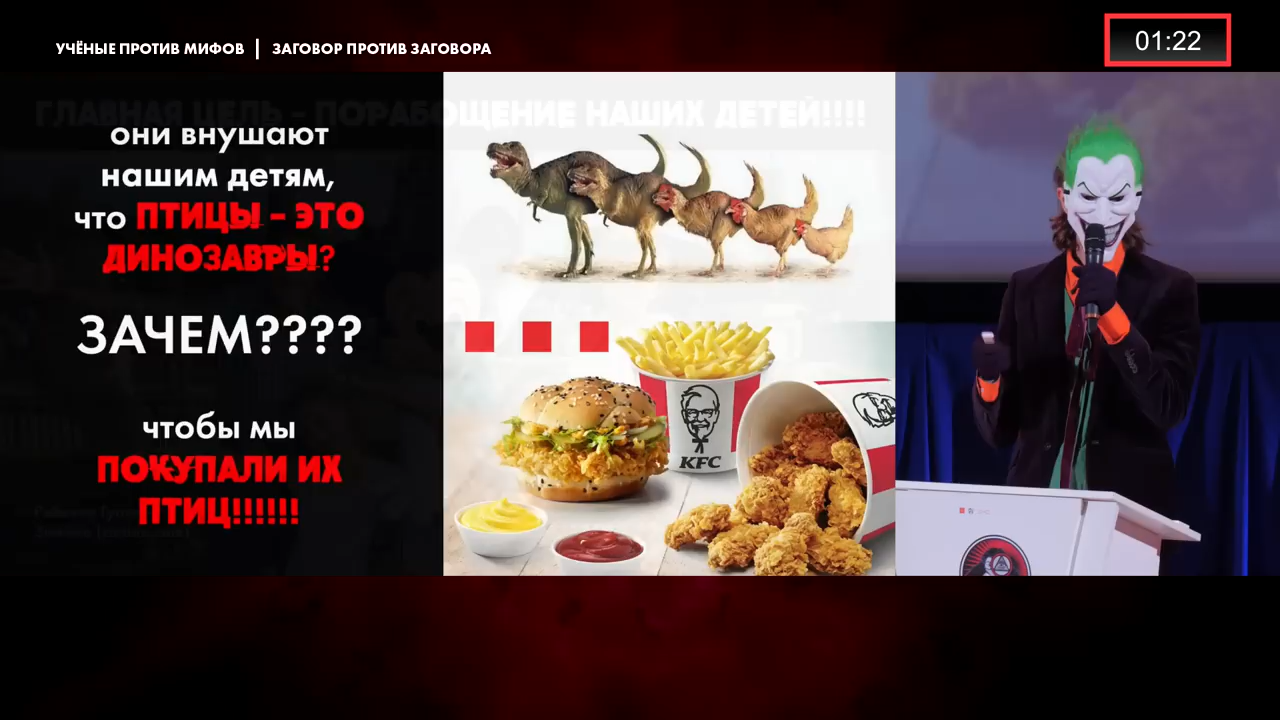 УЧЁНЫЕ ПРОТИВ МИФОВ | ЗАГОВОР ПРОТИВ ЗАГОВОРА
01:22
ГЛАВНАЯ ЦЕЛЬ – ПОРАБОЩЕНИЕ НАШИХ ДЕТЕЙ!!!!
они внушают
нашим детям,
что ПТИЦЫ – ЭТО
ДИНОЗАВРЫ?
ЗАЧЕМ????
чтобы мы
ПОКУПАЛИ ИХ
ПТИЦ!!!!!!
KFC